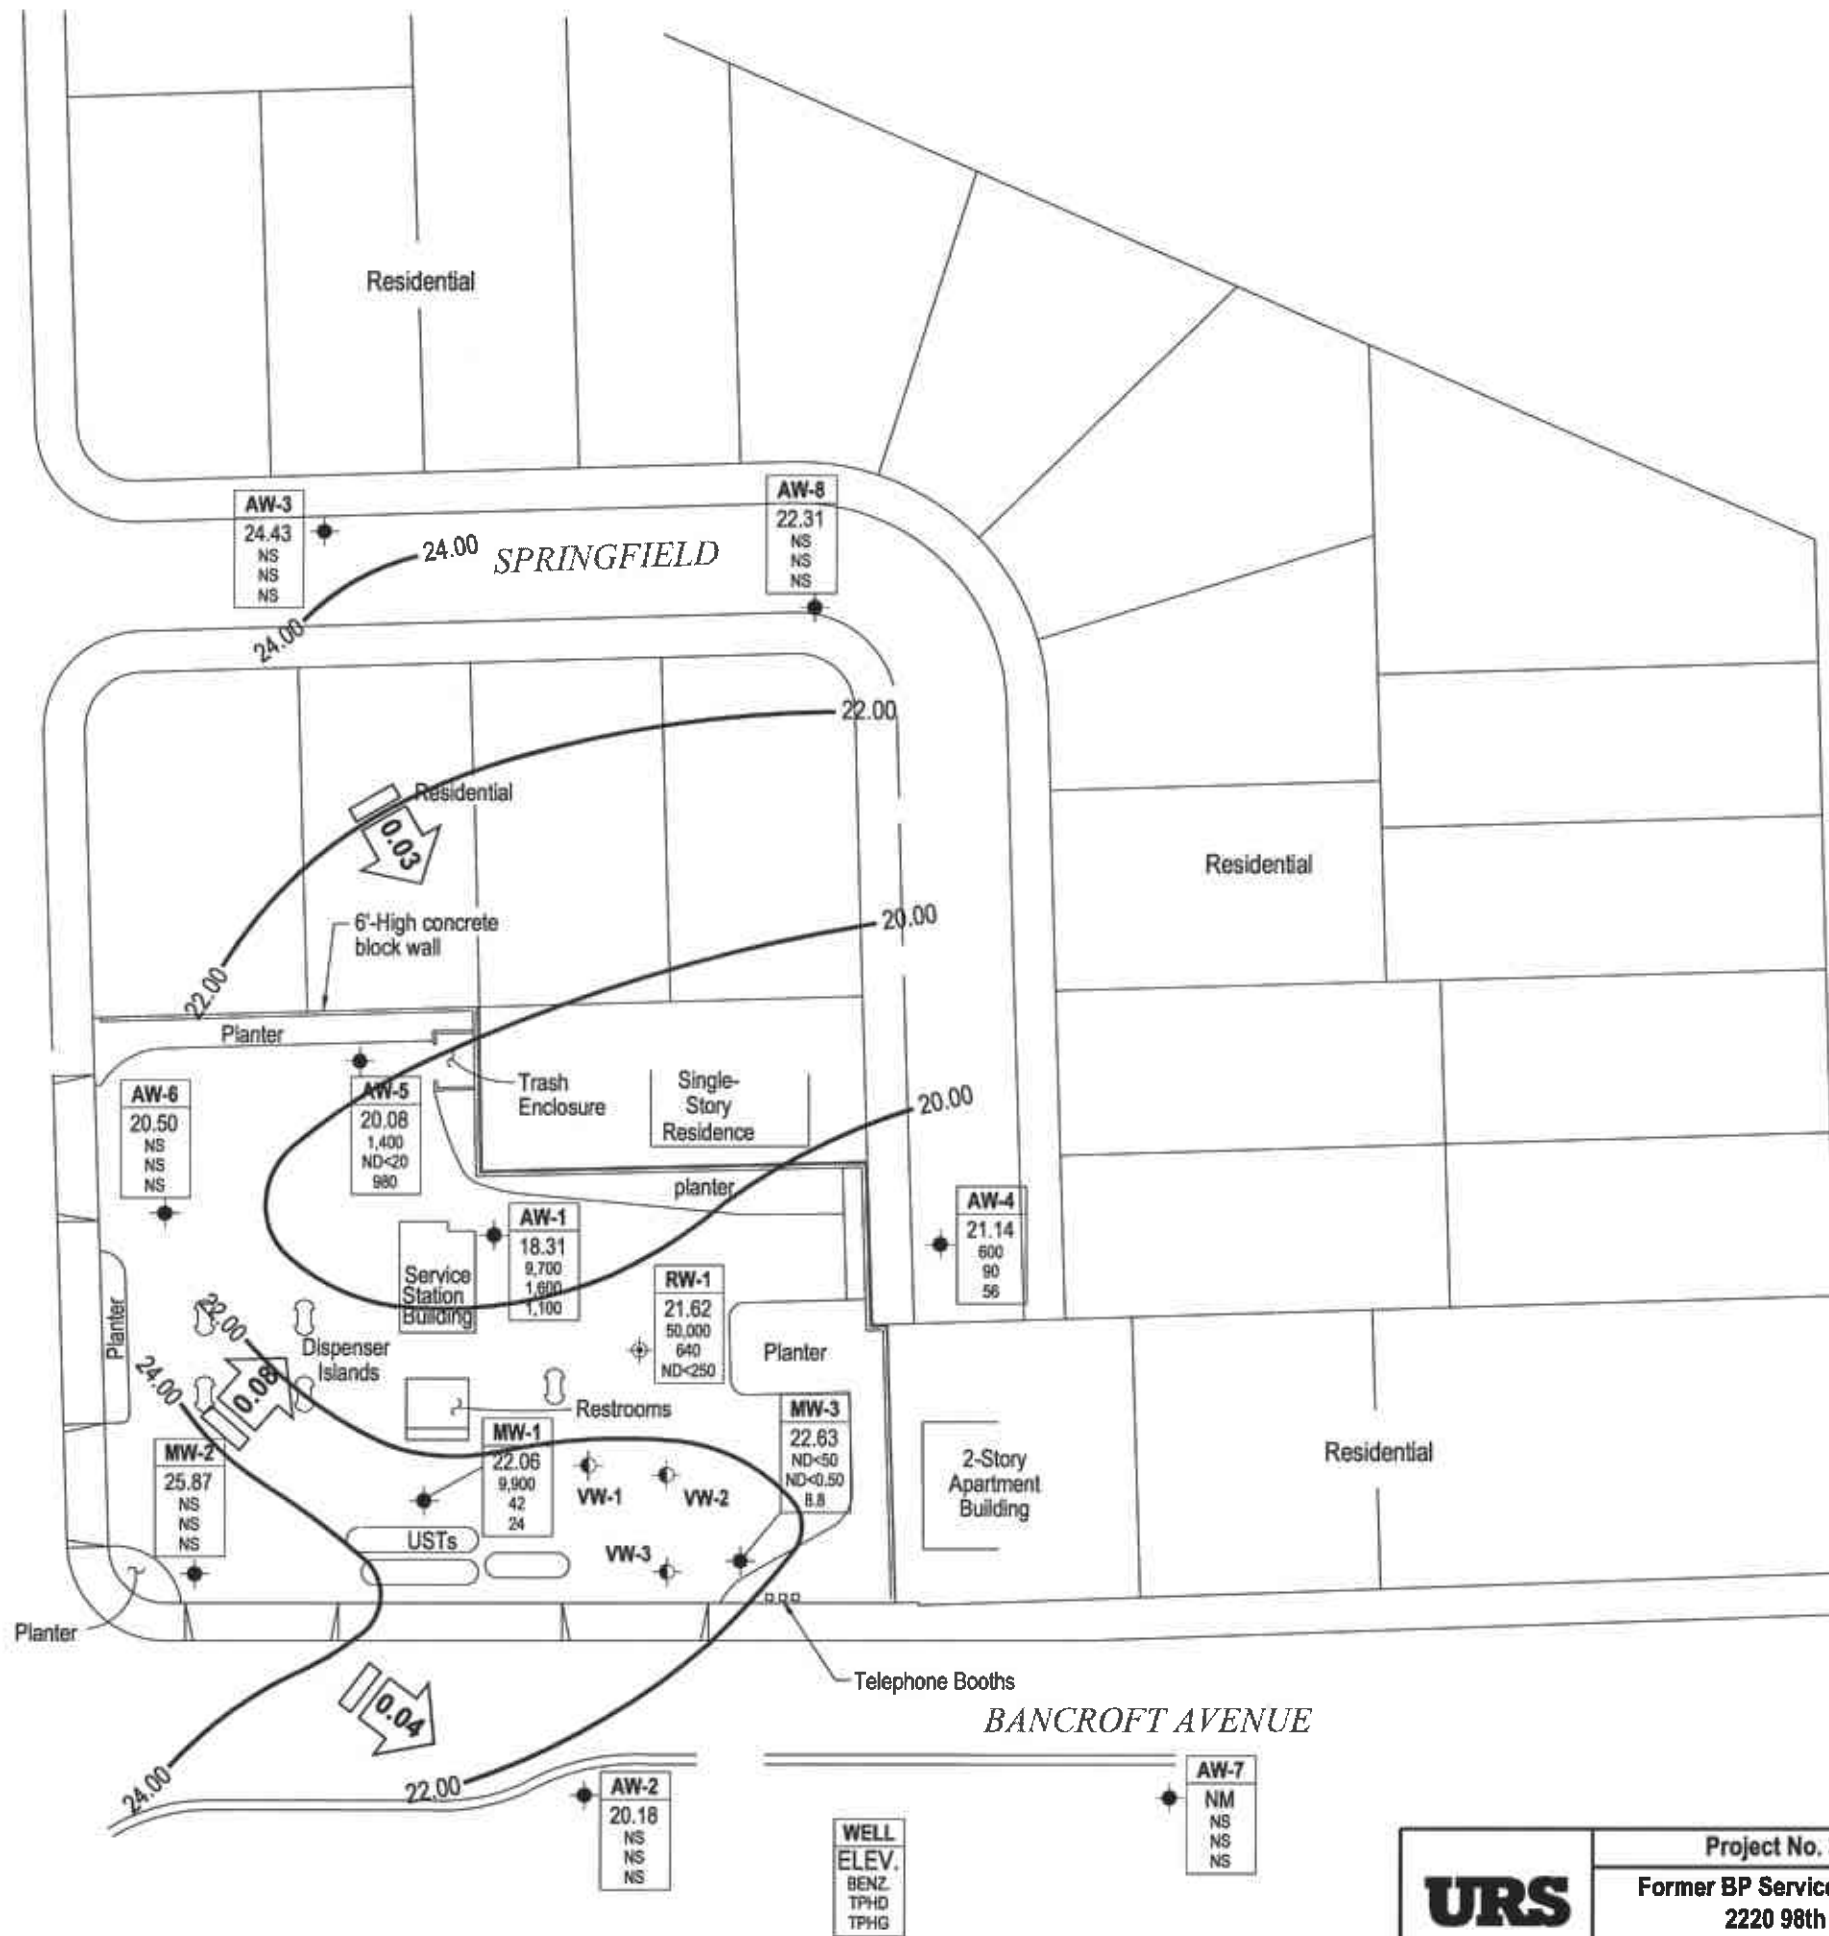 Residential
AW-3
24.43
NS
NS
NS
AW-8
22.31
NS
NS
NS
24.00
SPRINGFIELD
24.00
22.00
Residential
0.03
Residential
20.00
6'-High concrete
block wall
22.00
Planter
AW-6
20.50
NS
NS
NS
AW-5
20.08
1,400
ND<20
980
Trash
Enclosure
Single-
Story
Residence
20.00
planter
AW-1
18.31
9,700
1,600
1,100
AW-4
21.14
600
90
56
Service
Station
Building
RW-1
21.62
50,000
640
ND<250
Planter
22.00
Dispenser
Islands
Planter
24.00
0.08
Restrooms
MW-1
22.06
9,900
42
24
MW-3
22.63
ND<50
ND<0.50
8.8
MW-2
25.87
NS
NS
NS
VW-1
VW-2
2-Story
Apartment
Building
Residential
USTs
VW-3
Planter
Telephone Booths
0.04
BANCROFT AVENUE
24.00
22.00
AW-2
20.18
NS
NS
NS
AW-7
NM
NS
NS
NS
WELL
ELEV.
BENZ.
TPHD
TPHG
URS
Project No.
Former BP Service
2220 98th